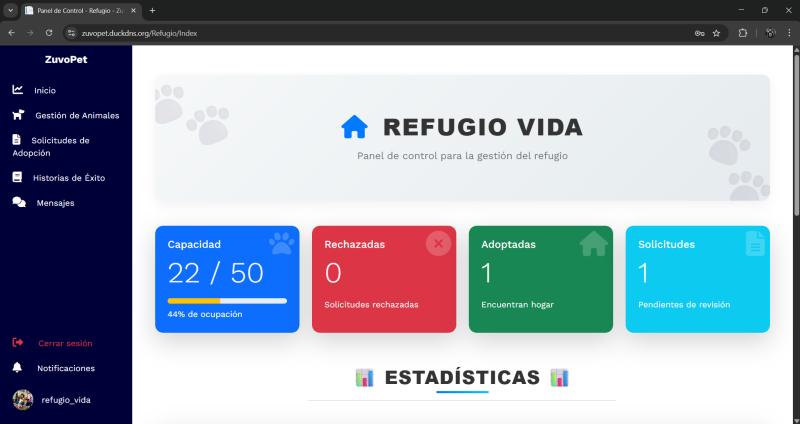 Panel de Control - Refugio - Zu
zuvopet.duckdns.org/Refugio/Index
ZuvoPet
Inicio
Gestión de Animales
Solicitudes de
Adopción
Historias de Éxito
Mensajes
Cerrar sesión
Notificaciones
refugio_vida
REFUGIO VIDA
Panel de control para la gestión del refugio
Capacidad
22 / 50
44% de ocupación
Rechazadas
0
Solicitudes rechazadas
Adoptadas
1
Encuentran hogar
Solicitudes
1
Pendientes de revisión
ESTADÍSTICAS